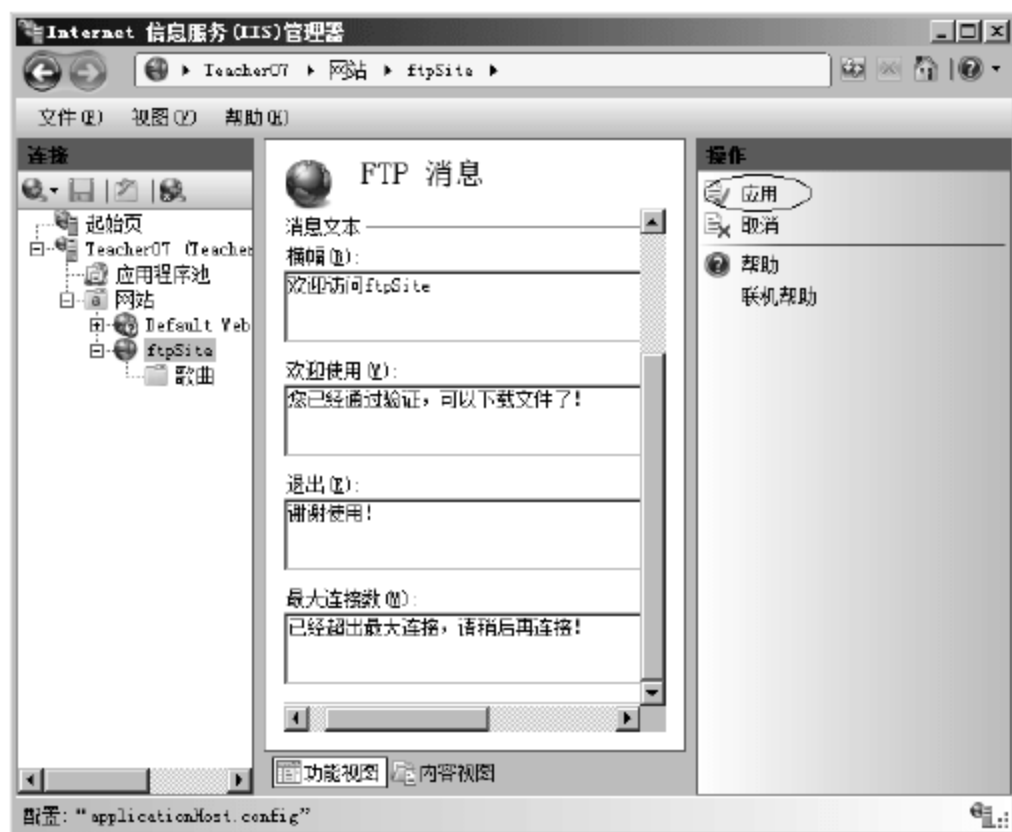 Internet 信息服务(IIS)管理器
Teacher07 ▸ 网站 ▸ ftpSite ▸
文件(F) 视图(V) 帮助(H)
连接
起始页
Teacher07 (Teacher
应用程序池
网站
Default Web
ftpSite
歌曲
FTP 消息
消息文本
横幅(B):
欢迎访问ftpSite
欢迎使用(W):
您已经通过验证，可以下载文件了!
退出(E):
谢谢使用!
最大连接数(M):
已经超出最大连接，请稍后再连接!
功能视图 内容视图
操作
应用
取消
帮助
联机帮助
配置: "applicationHost.config"